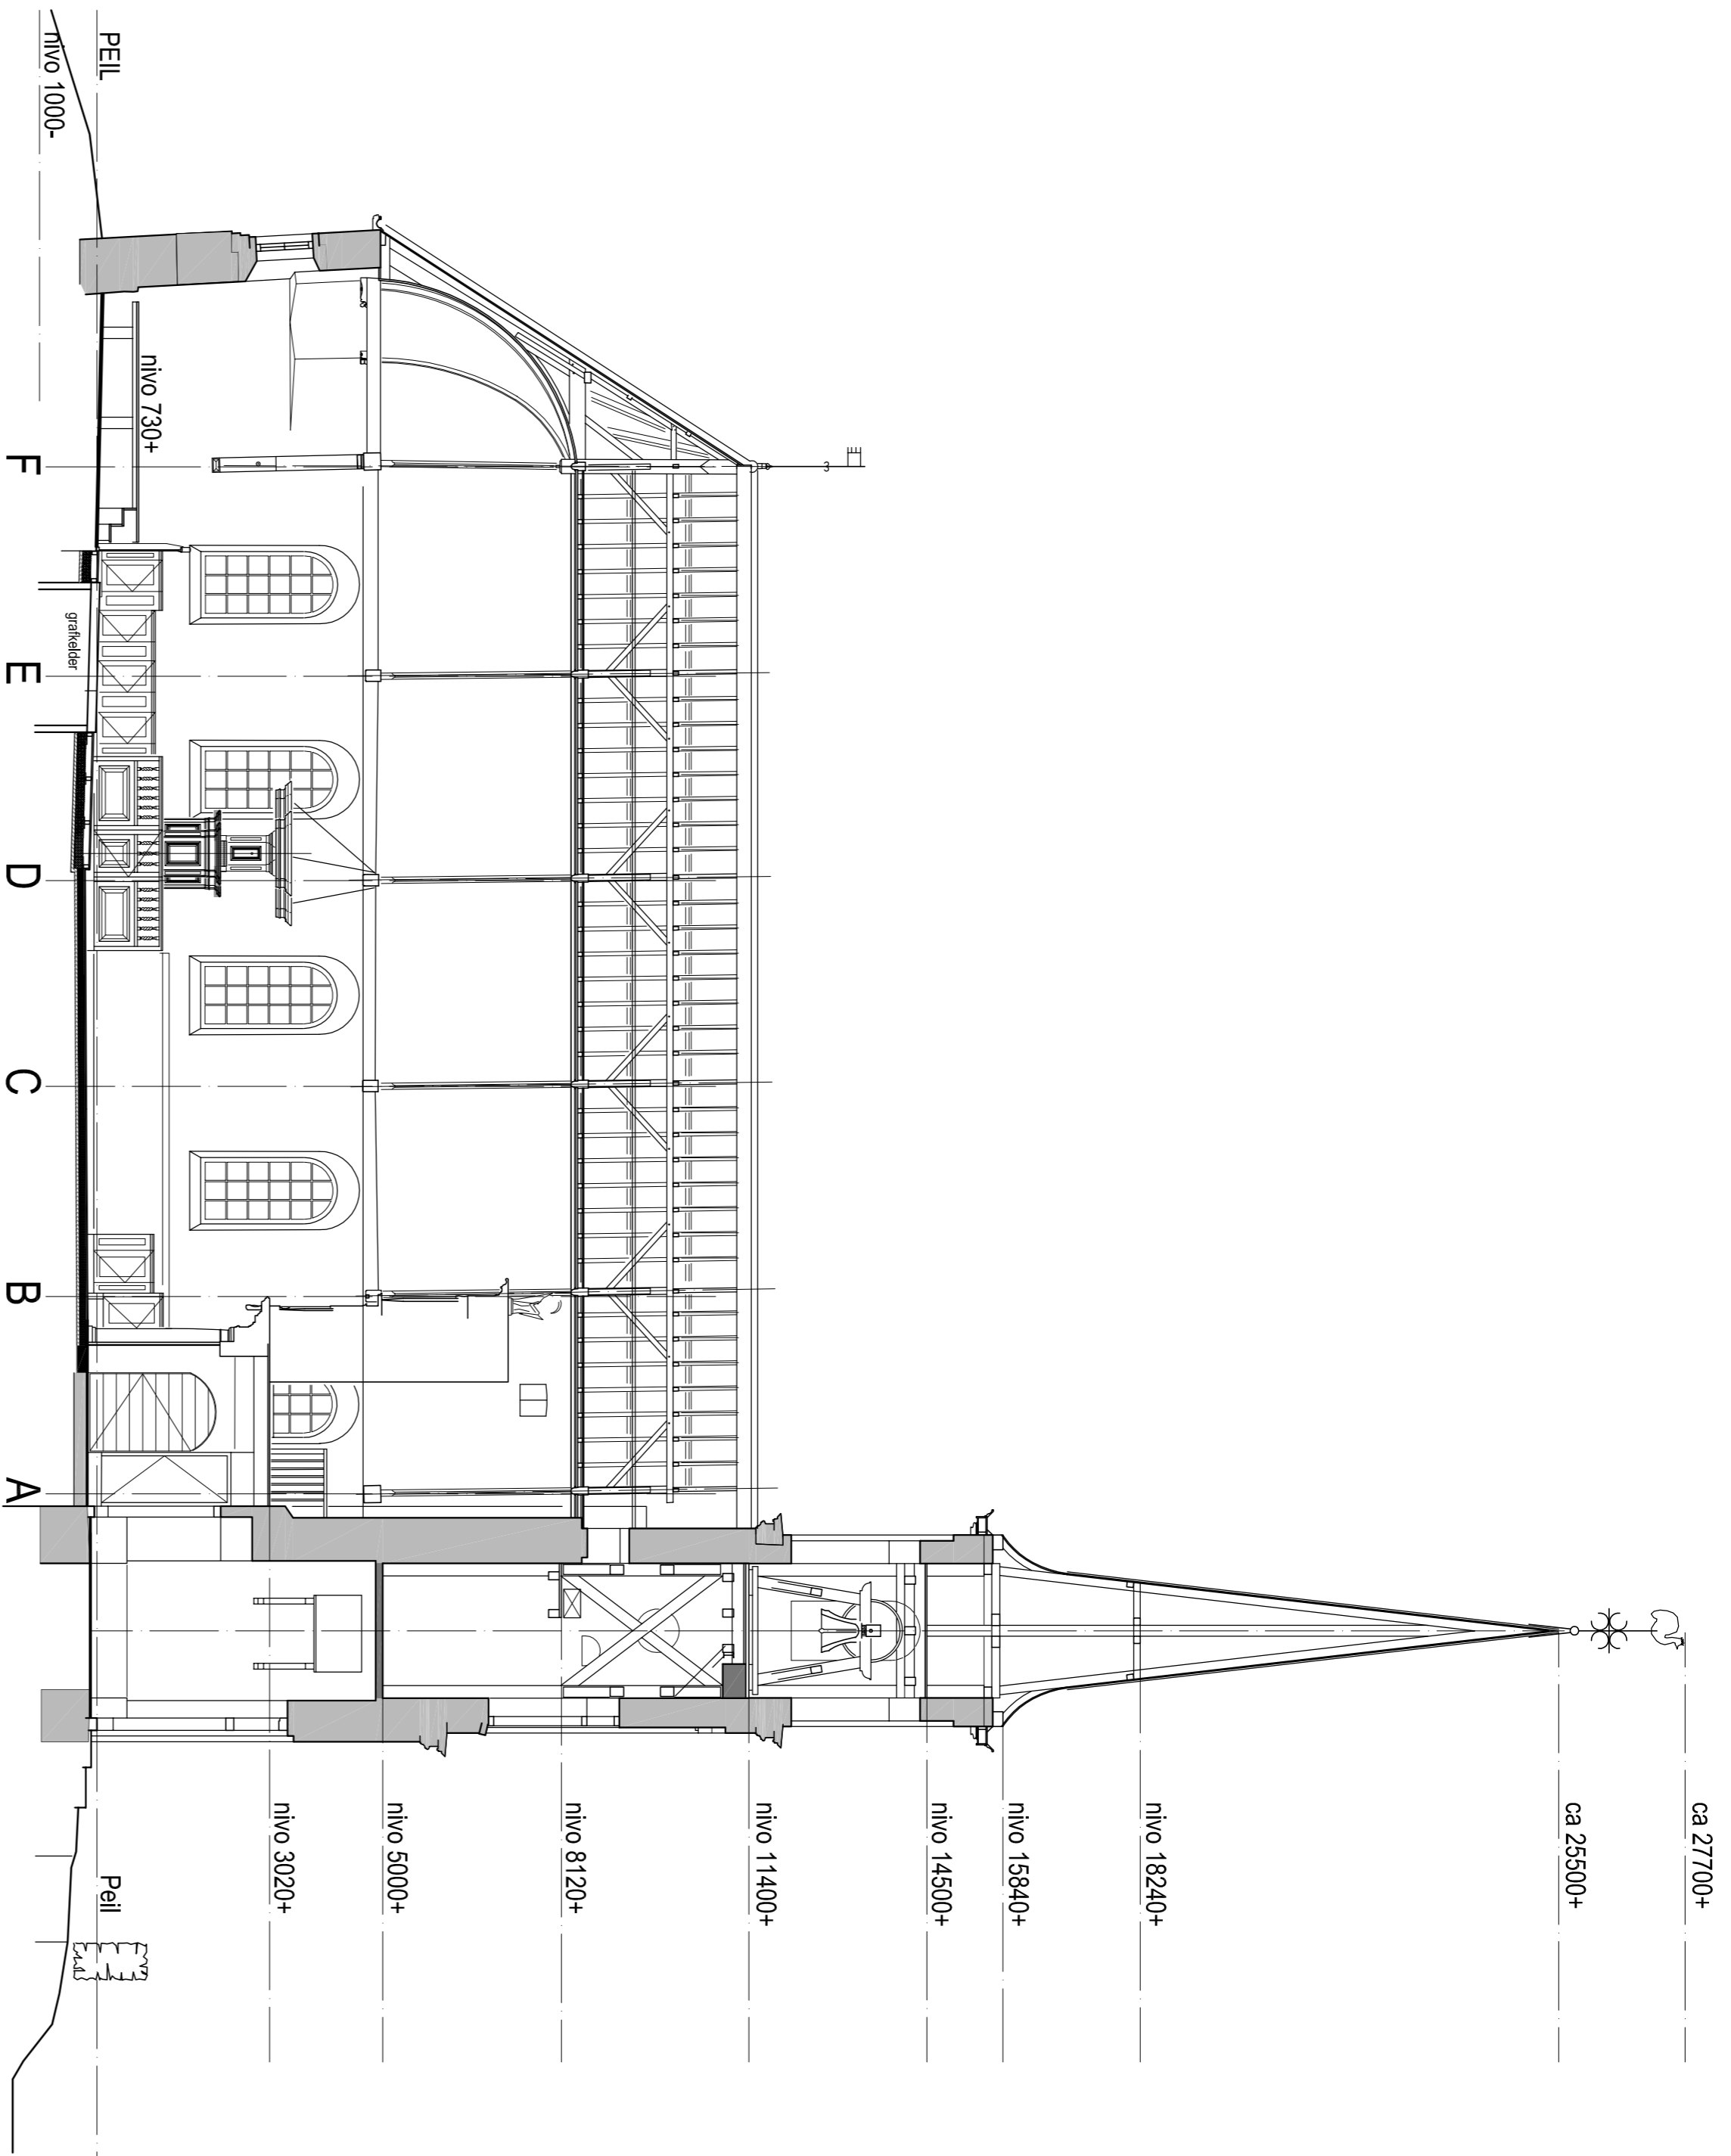 ca 27700+
ca 25500+
nivo 18240+
nivo 15840+
nivo 14500+
nivo 11400+
nivo 8120+
nivo 5000+
nivo 3020+
Peil
PEIL
nivo 1000-
nivo 730+
grafkelder
F
E
D
C
B
A
3